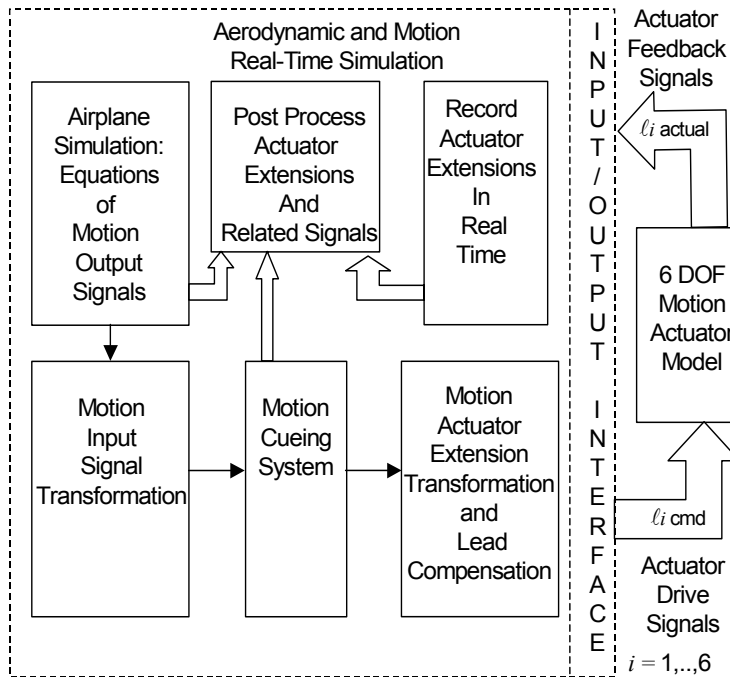 Aerodynamic and Motion
Real-Time Simulation
Airplane
Simulation:
Equations
of
Motion
Output
Signals
Post Process
Actuator
Extensions
And
Related Signals
Record
Actuator
Extensions
In
Real
Time
Motion
Input
Signal
Transformation
Motion
Cueing
System
Motion
Actuator
Extension
Transformation
and
Lead
Compensation
INPUT/OUTPUT INTERFACE
Actuator
Feedback
Signals
ℓi actual
6 DOF
Motion
Actuator
Model
ℓi cmd
Actuator
Drive
Signals
i = 1,..,6